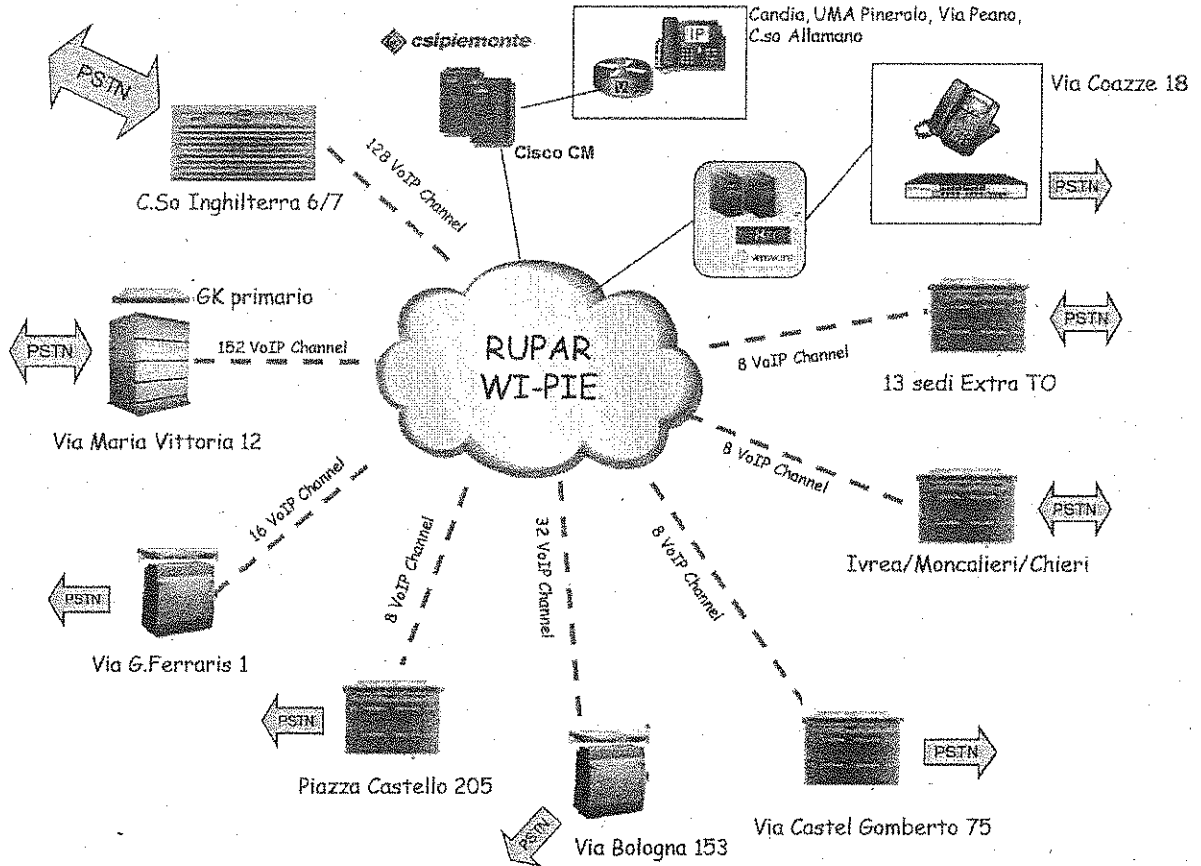 Candia, UMA Pinerolo, Via Peano,
C.so Allamano
csipiemonte
IP
V
PSTN
Via Coazze 18
Cisco CM
PSTN
128 VoIP Channel
C.So Inghilterra 6/7
GK primario
RUPAR
WI-PIE
PSTN
152 VoIP Channel
8 VoIP Channel
PSTN
13 sedi Extra TO
Via Maria Vittoria 12
8 VoIP Channel
16 VoIP Channel
PSTN
Ivrea/Moncalieri/Chieri
8 VoIP Channel
32 VoIP Channel
8 VoIP Channel
PSTN
Via G.Ferraris 1
PSTN
Piazza Castello 205
PSTN
Via Castel Gomberto 75
PSTN
Via Bologna 153